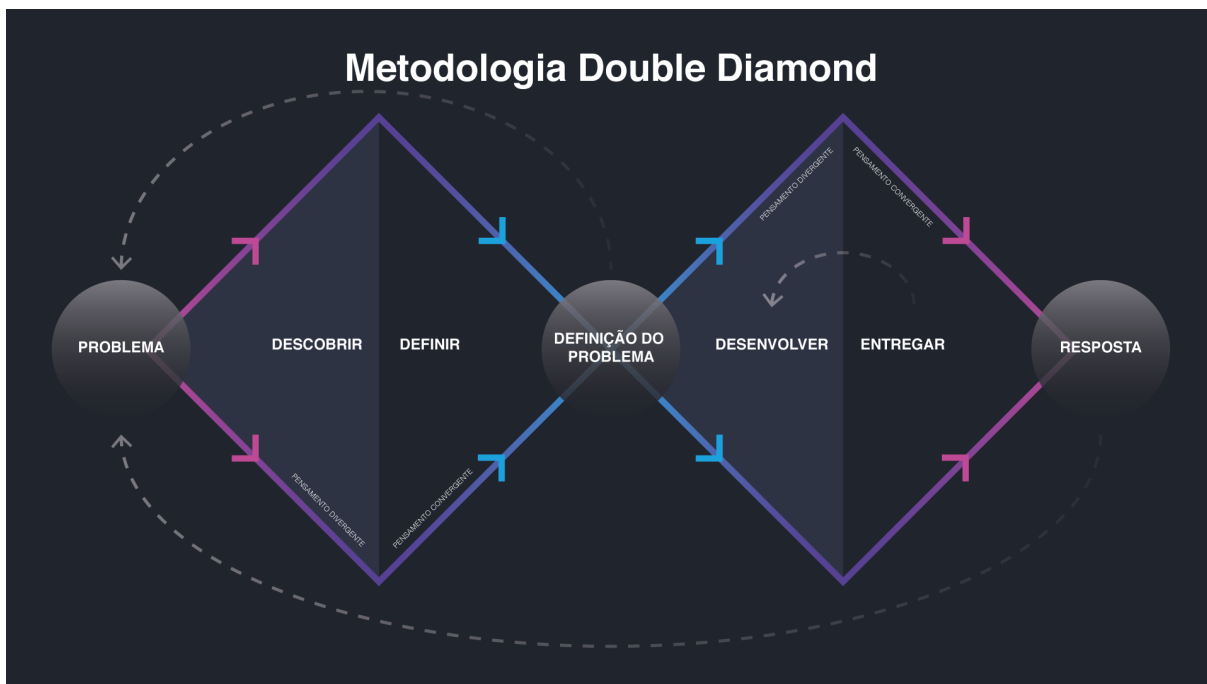 Metodologia Double Diamond
PENSAMENTO DIVERGENTE
PENSAMENTO CONVERGENTE
PROBLEMA
DESCOBRIR
DEFINIR
DEFINIÇÃO DO
PROBLEMA
DESENVOLVER
ENTREGAR
RESPOSTA
PENSAMENTO DIVERGENTE
PENSAMENTO CONVERGENTE